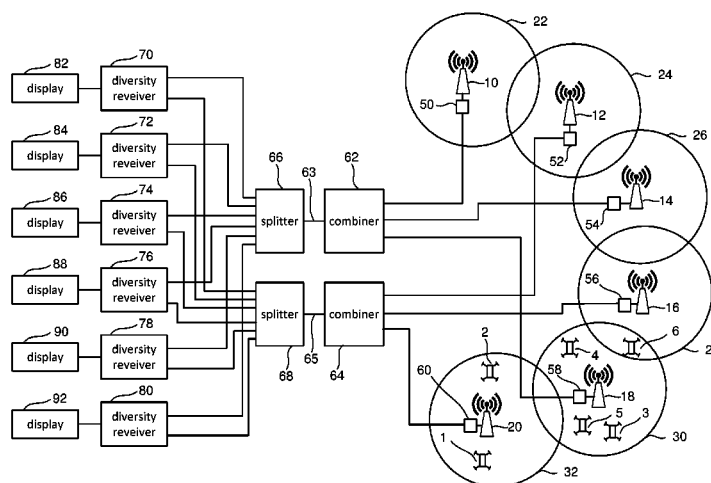 82
display
70
diversity
reveiver
84
display
72
diversity
reveiver
86
display
74
diversity
reveiver
88
display
76
diversity
reveiver
90
display
78
diversity
reveiver
92
display
80
diversity
reveiver
66
splitter
63
62
combiner
splitter
68
65
combiner
64
22
10
50
24
12
52
26
14
54
56
16
6
2
4
58
18
5
3
30
2
60
20
1
32